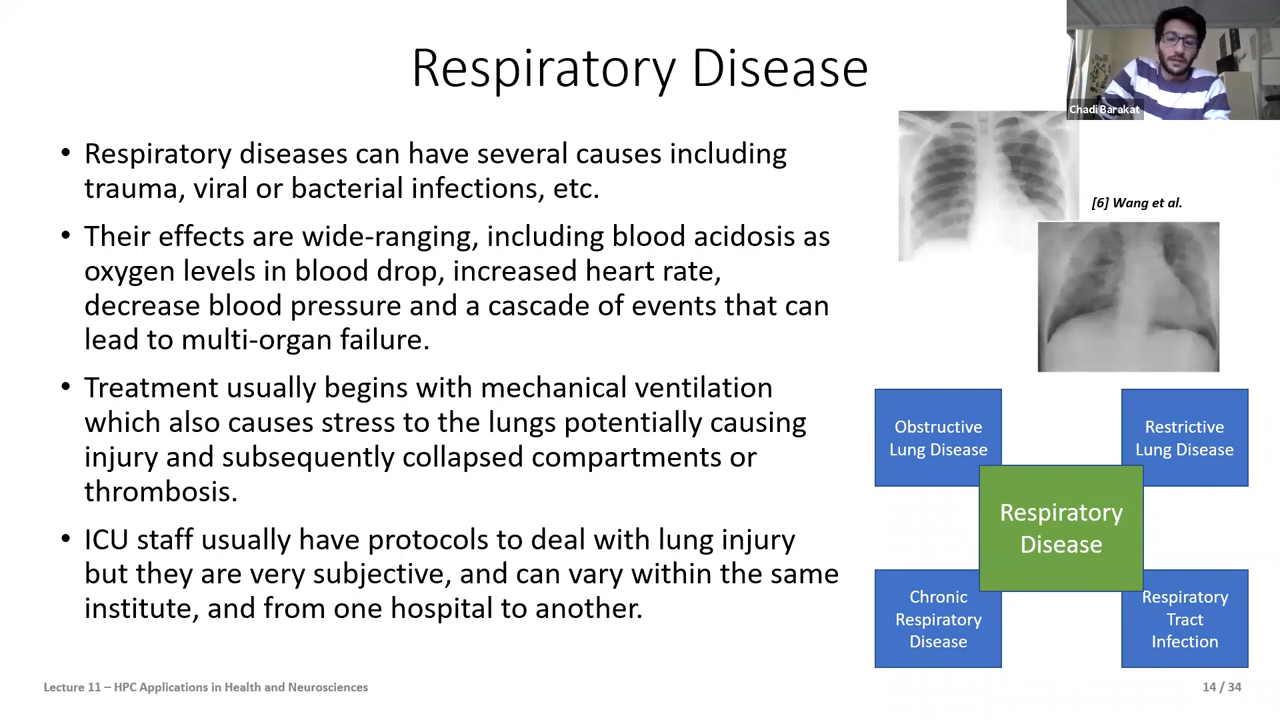 Respiratory Disease
Chadi Barakat
• Respiratory diseases can have several causes including
trauma, viral or bacterial infections, etc.
• Their effects are wide-ranging, including blood acidosis as
oxygen levels in blood drop, increased heart rate,
decrease blood pressure and a cascade of events that can
lead to multi-organ failure.
• Treatment usually begins with mechanical ventilation
which also causes stress to the lungs potentially causing
injury and subsequently collapsed compartments or
thrombosis.
• ICU staff usually have protocols to deal with lung injury
but they are very subjective, and can vary within the same
institute, and from one hospital to another.
[6] Wang et al.
Obstructive
Lung Disease
Restrictive
Lung Disease
Respiratory
Disease
Chronic
Respiratory
Disease
Respiratory
Tract
Infection
Lecture 11 – HPC Applications in Health and Neurosciences
14 / 34